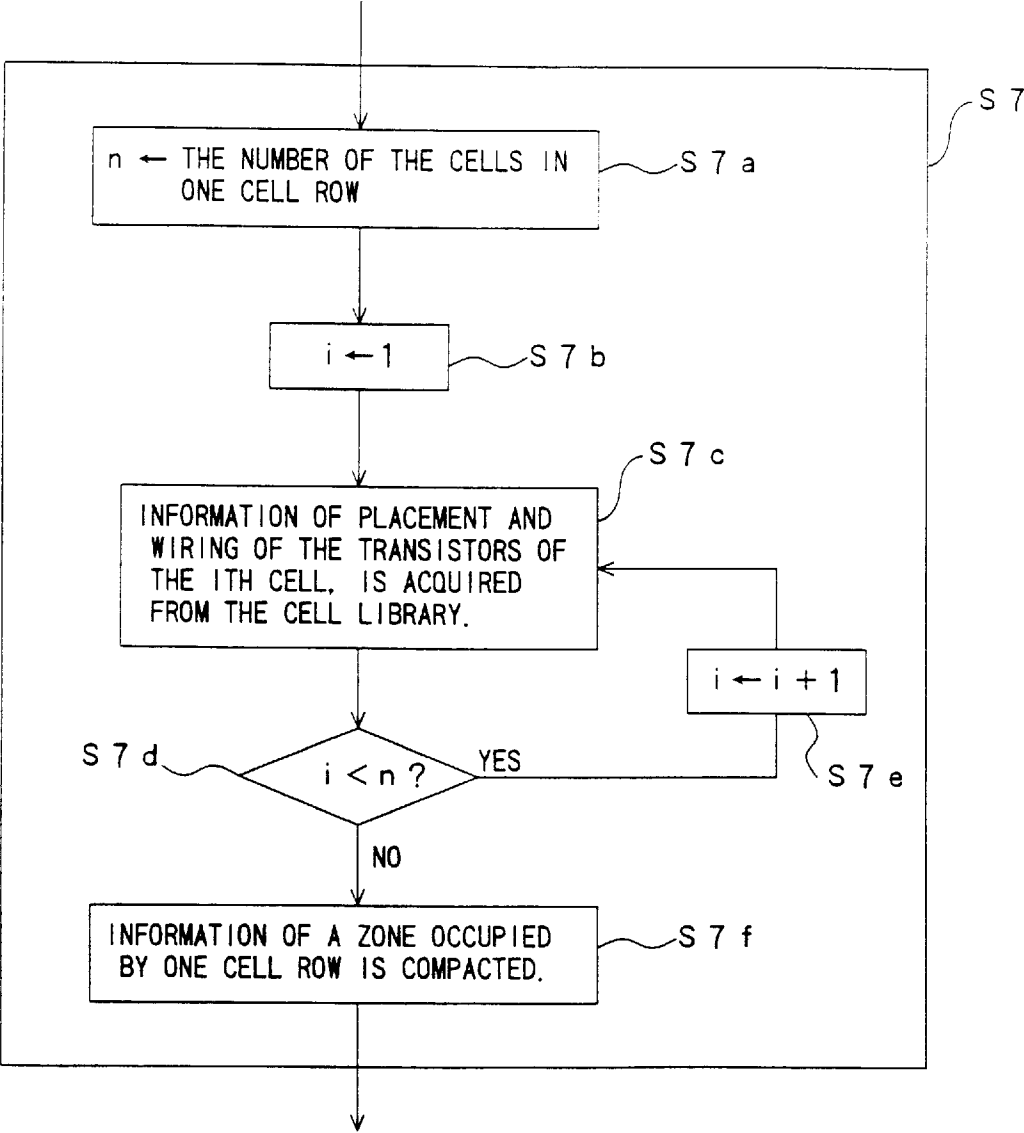 S 7
n ← THE NUMBER OF THE CELLS IN
ONE CELL ROW
S 7 a
i ← 1
S 7 b
S 7 c
INFORMATION OF PLACEMENT AND
WIRING OF THE TRANSISTORS OF
THE ITH CELL, IS ACQUIRED
FROM THE CELL LIBRARY.
i ← i + 1
S 7 e
S 7 d
i < n ?
YES
NO
INFORMATION OF A ZONE OCCUPIED
BY ONE CELL ROW IS COMPACTED.
S 7 f